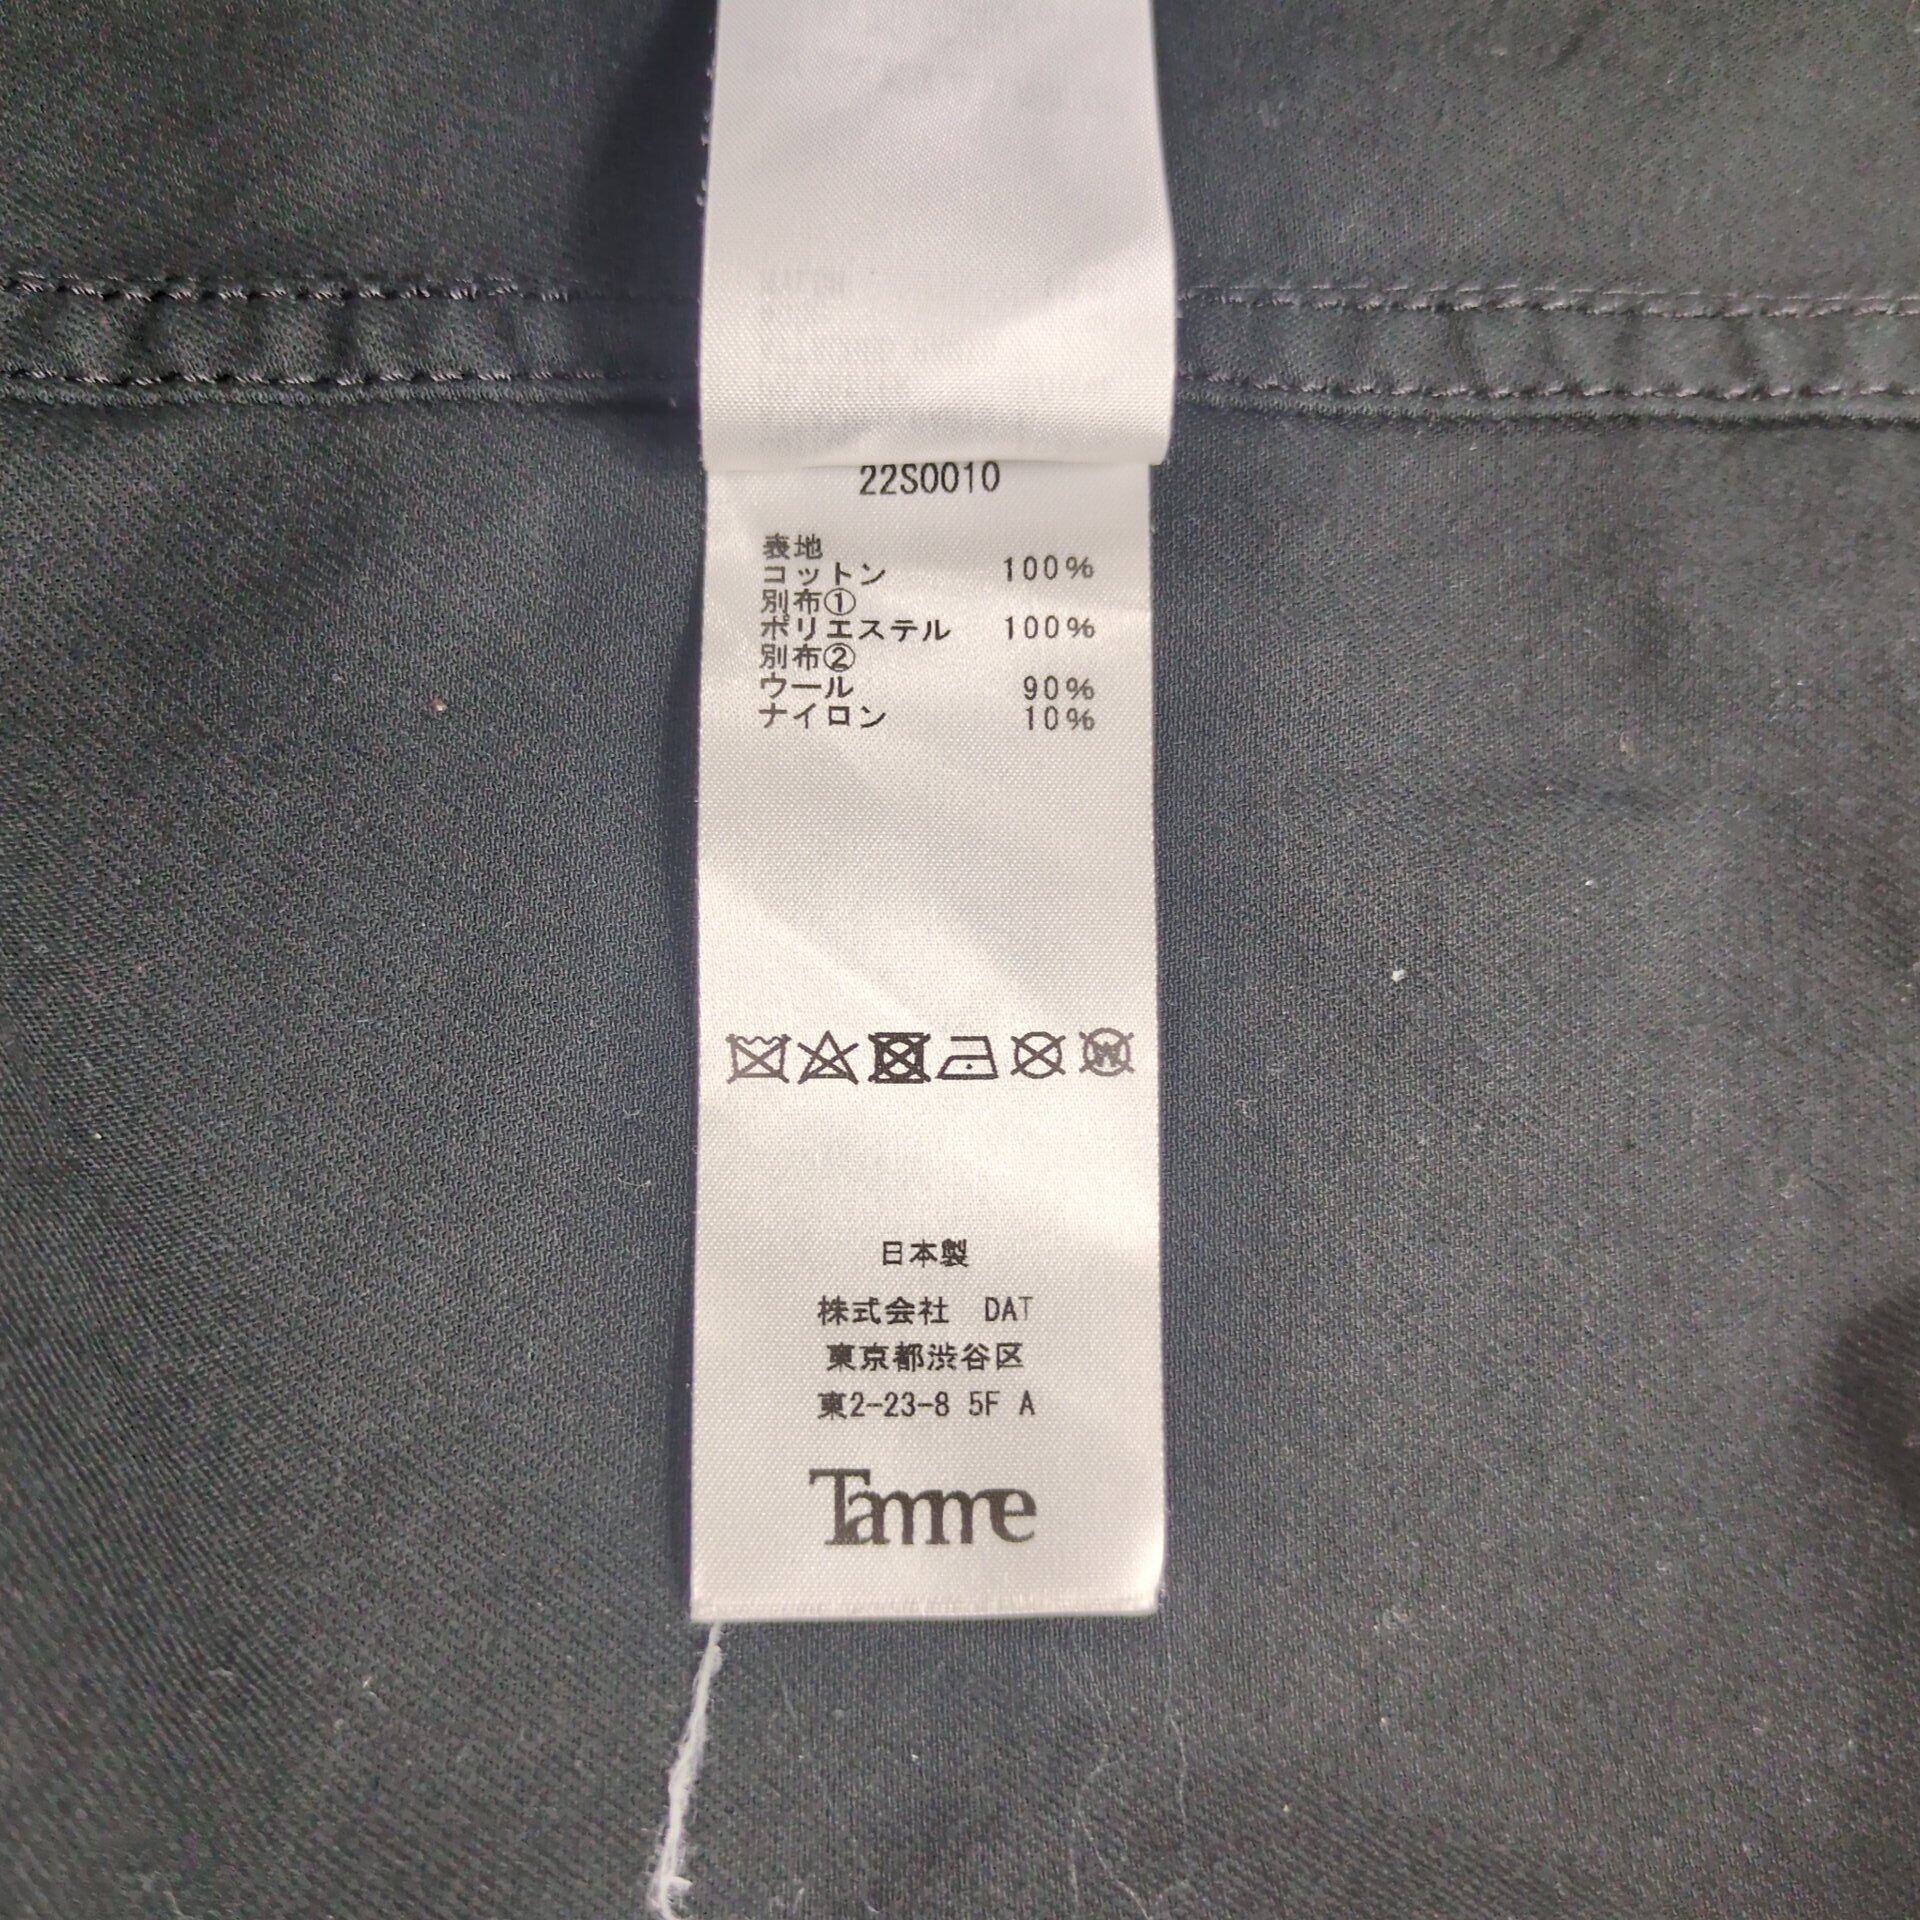 22S0010
表地
コットン 100%
別布①
ポリエステル 100%
別布②
ウール 90%
ナイロン 10%
日本製
株式会社 DAT
東京都渋谷区
東2-23-8 5F A
Tamme